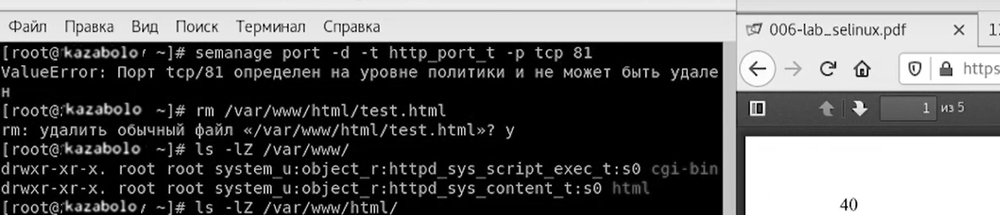 Файл Правка Вид Поиск Терминал Справка
[root@kazabolo ~]# semanage port -d -t http_port_t -p tcp 81
ValueError: Порт tcp/81 определен на уровне политики и не может быть удале
н
[root@kazabolo ~]# rm /var/www/html/test.html
rm: удалить обычный файл «/var/www/html/test.html»? y
[root@kazabolo ~]# ls -lZ /var/www/
drwxr-xr-x. root root system_u:object_r:httpd_sys_script_exec_t:s0 cgi-bin
drwxr-xr-x. root root system_u:object_r:httpd_sys_content_t:s0 html
[root@kazabolo ~]# ls -lZ /var/www/html/
006-lab_selinux.pdf
https
1 из 5
40